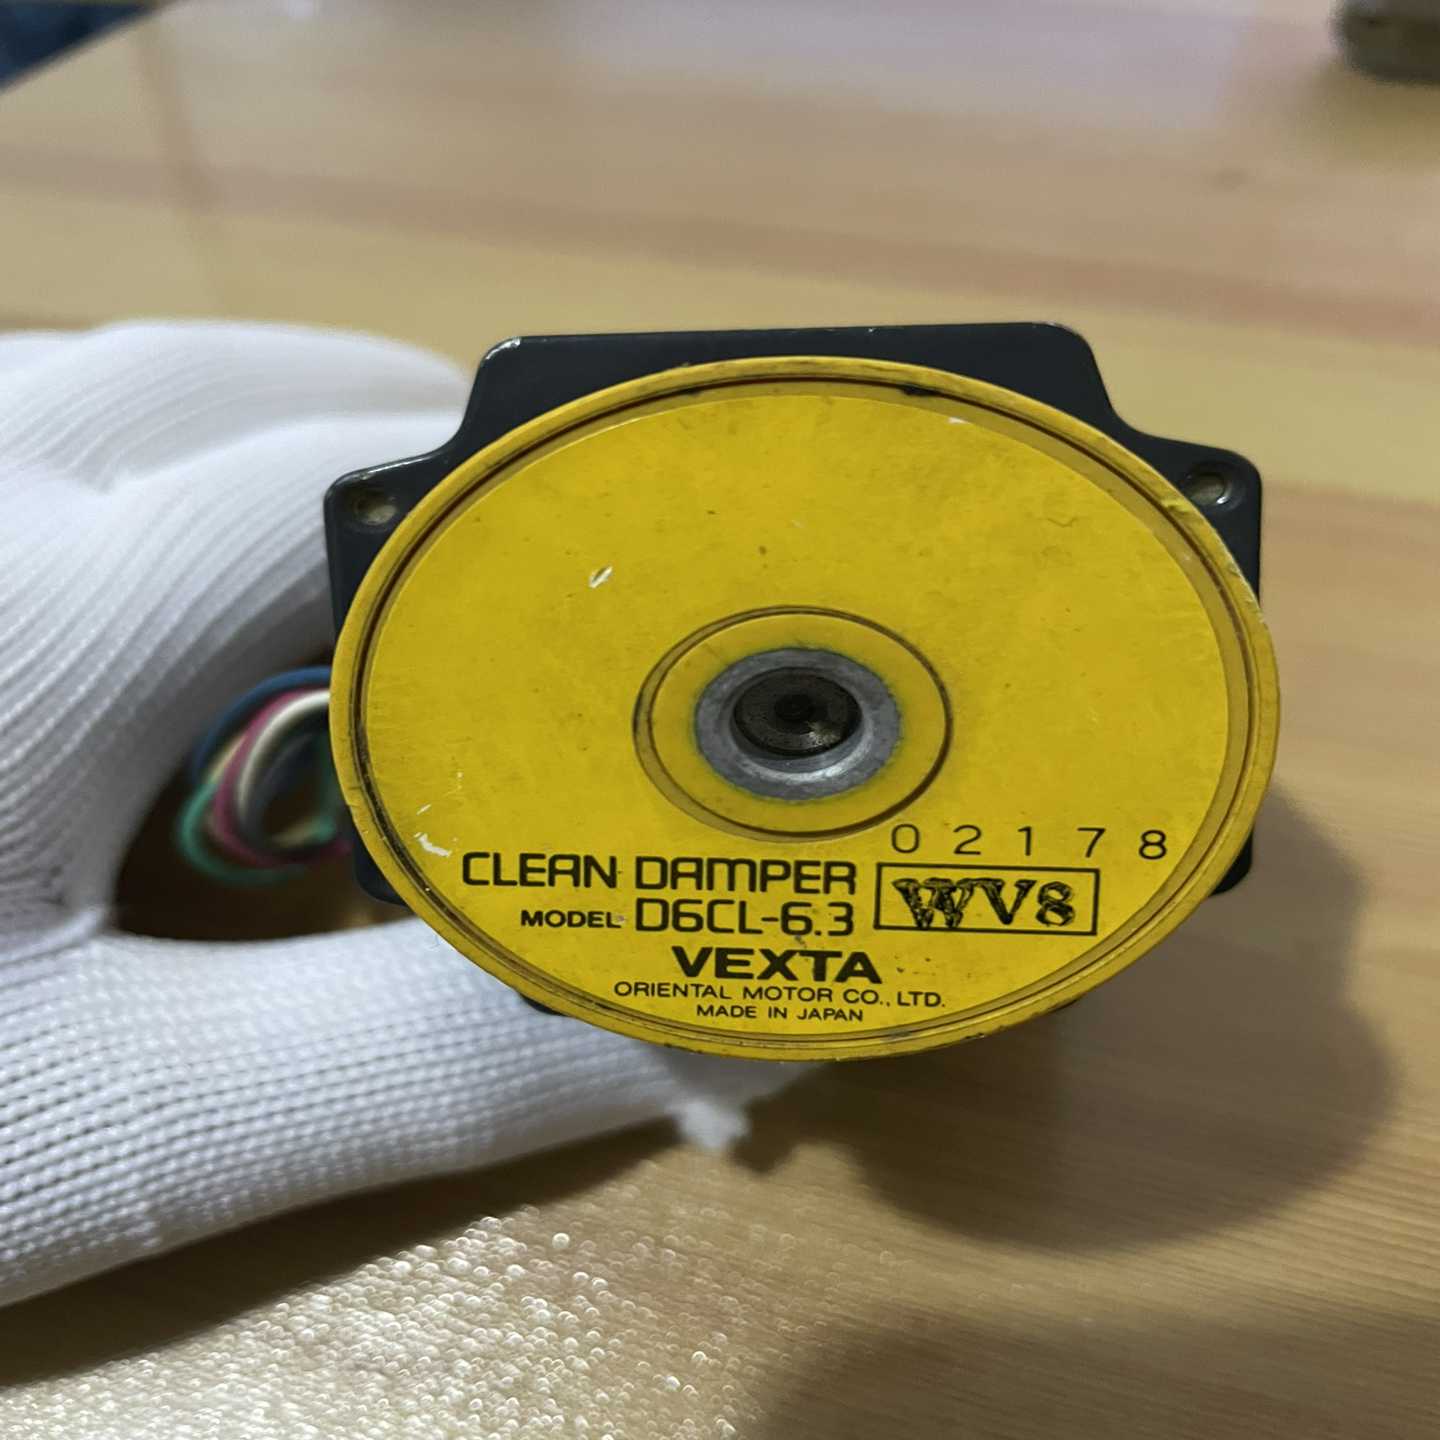 02178
CLEAN DAMPER
WV8
MODEL D6CL-6.3
VEXTA
ORIENTAL MOTOR CO., LTD.
MADE IN JAPAN